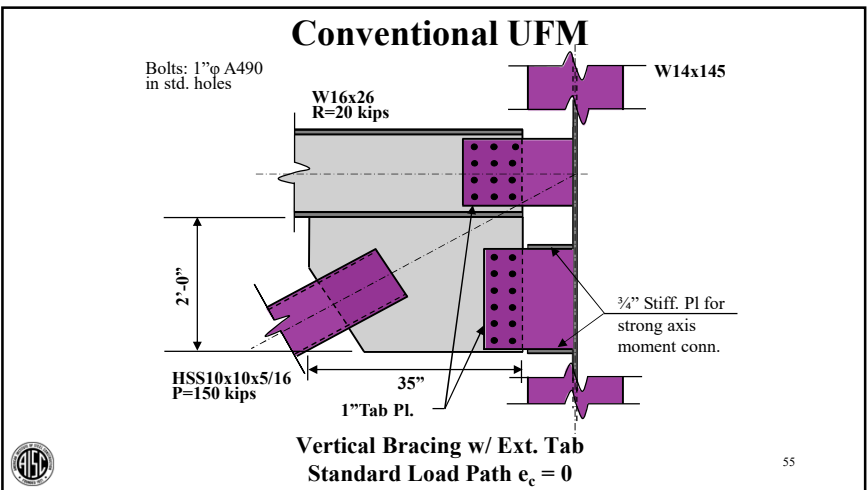 Conventional UFM
Bolts: 1”φ A490
in std. holes
W14x145
W16x26
R=20 kips
2’-0”
¾” Stiff. Pl for
strong axis
moment conn.
HSS10x10x5/16
P=150 kips
35”
1”Tab Pl.
Vertical Bracing w/ Ext. Tab
Standard Load Path ec = 0
55
AISC